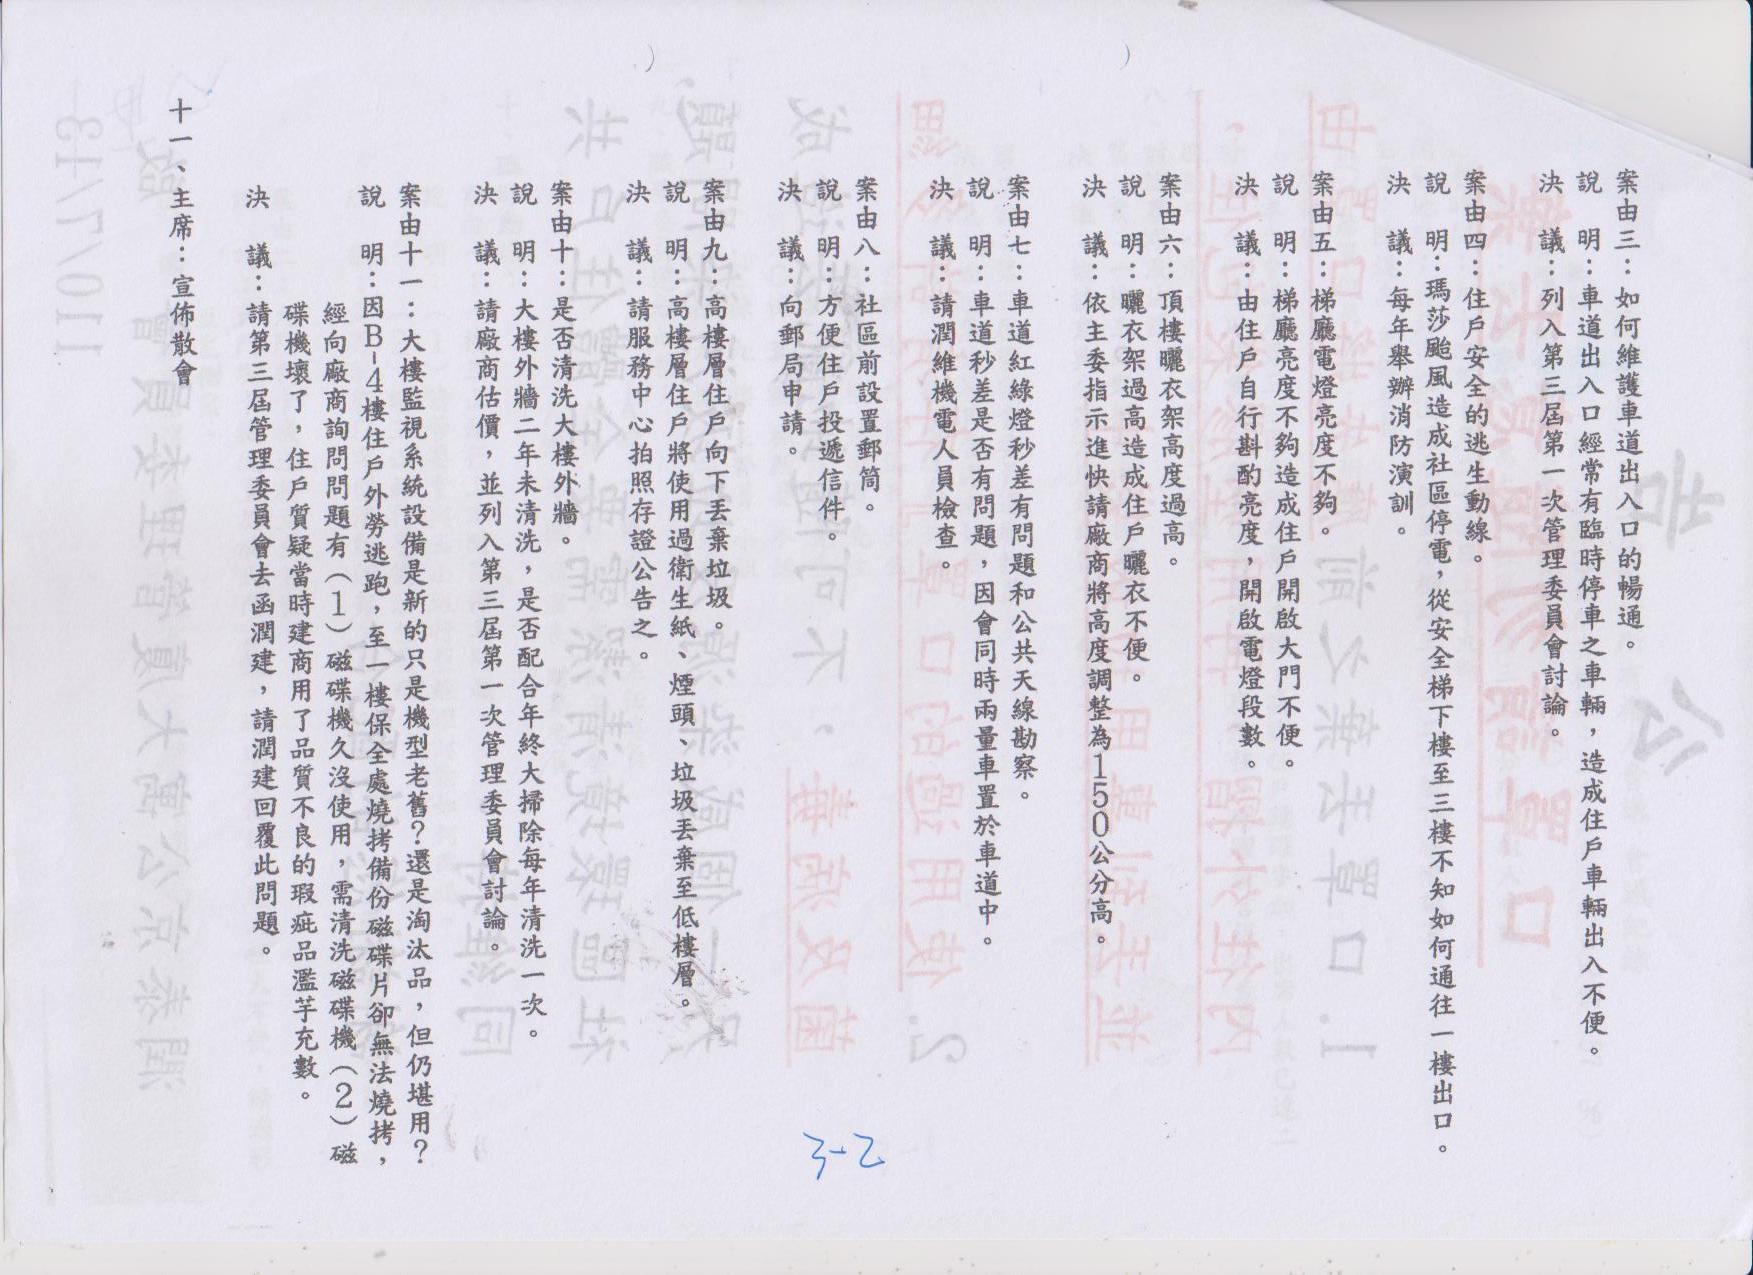 案由三：如何維護車道出入口的暢通。
說　明：車道出入口經常有臨時停車之車輛，造成住戶車輛出入不便。
決　議：列入第三屆第一次管理委員會討論。
案由四：住戶安全的逃生動線。
說　明：瑪莎颱風造成社區停電，從安全梯下樓至三樓不知如何通往一樓出口。
決　議：每年舉辦消防演訓。
案由五：梯廳電燈亮度不夠。
說　明：梯廳亮度不夠造成住戶開啟大門不便。
決　議：由住戶自行斟酌亮度，開啟電燈段數。
案由六：頂樓曬衣架高度過高。
說　明：曬衣架過高造成住戶曬衣不便。
決　議：依主委指示進快請廠商將高度調整為150公分高。
案由七：車道紅綠燈秒差有問題和公共天線勘察。
說　明：車道秒差是否有問題，因會同時兩量車置於車道中。
決　議：請潤維機電人員檢查。
案由八：社區前設置郵筒。
說　明：方便住戶投遞信件。
決　議：向郵局申請。
案由九：高樓層住戶向下丟棄垃圾。
說　明：高樓層住戶將使用過衛生紙、煙頭、垃圾丟棄至低樓層。
決　議：請服務中心拍照存證公告之。
案由十：是否清洗大樓外牆。
說　明：大樓外牆二年未清洗，是否配合年終大掃除每年清洗一次。
決　議：請廠商估價，並列入第三屆第一次管理委員會討論。
案由十一：大樓監視系統設備是新的只是機型老舊？還是淘汰品，但仍堪用？
說　明：因B-4樓住戶外勞逃跑，至一樓保全處燒拷備份磁碟片卻無法燒拷，
經向廠商詢問問題有（1）磁碟機久沒使用，需清洗磁碟機（2）磁
碟機壞了，住戶質疑當時建商用了品質不良的瑕疵品濫竽充數。
決　議：請第三屆管理委員會去函潤建，請潤建回覆此問題。
十一、主席：宣佈散會
3-2